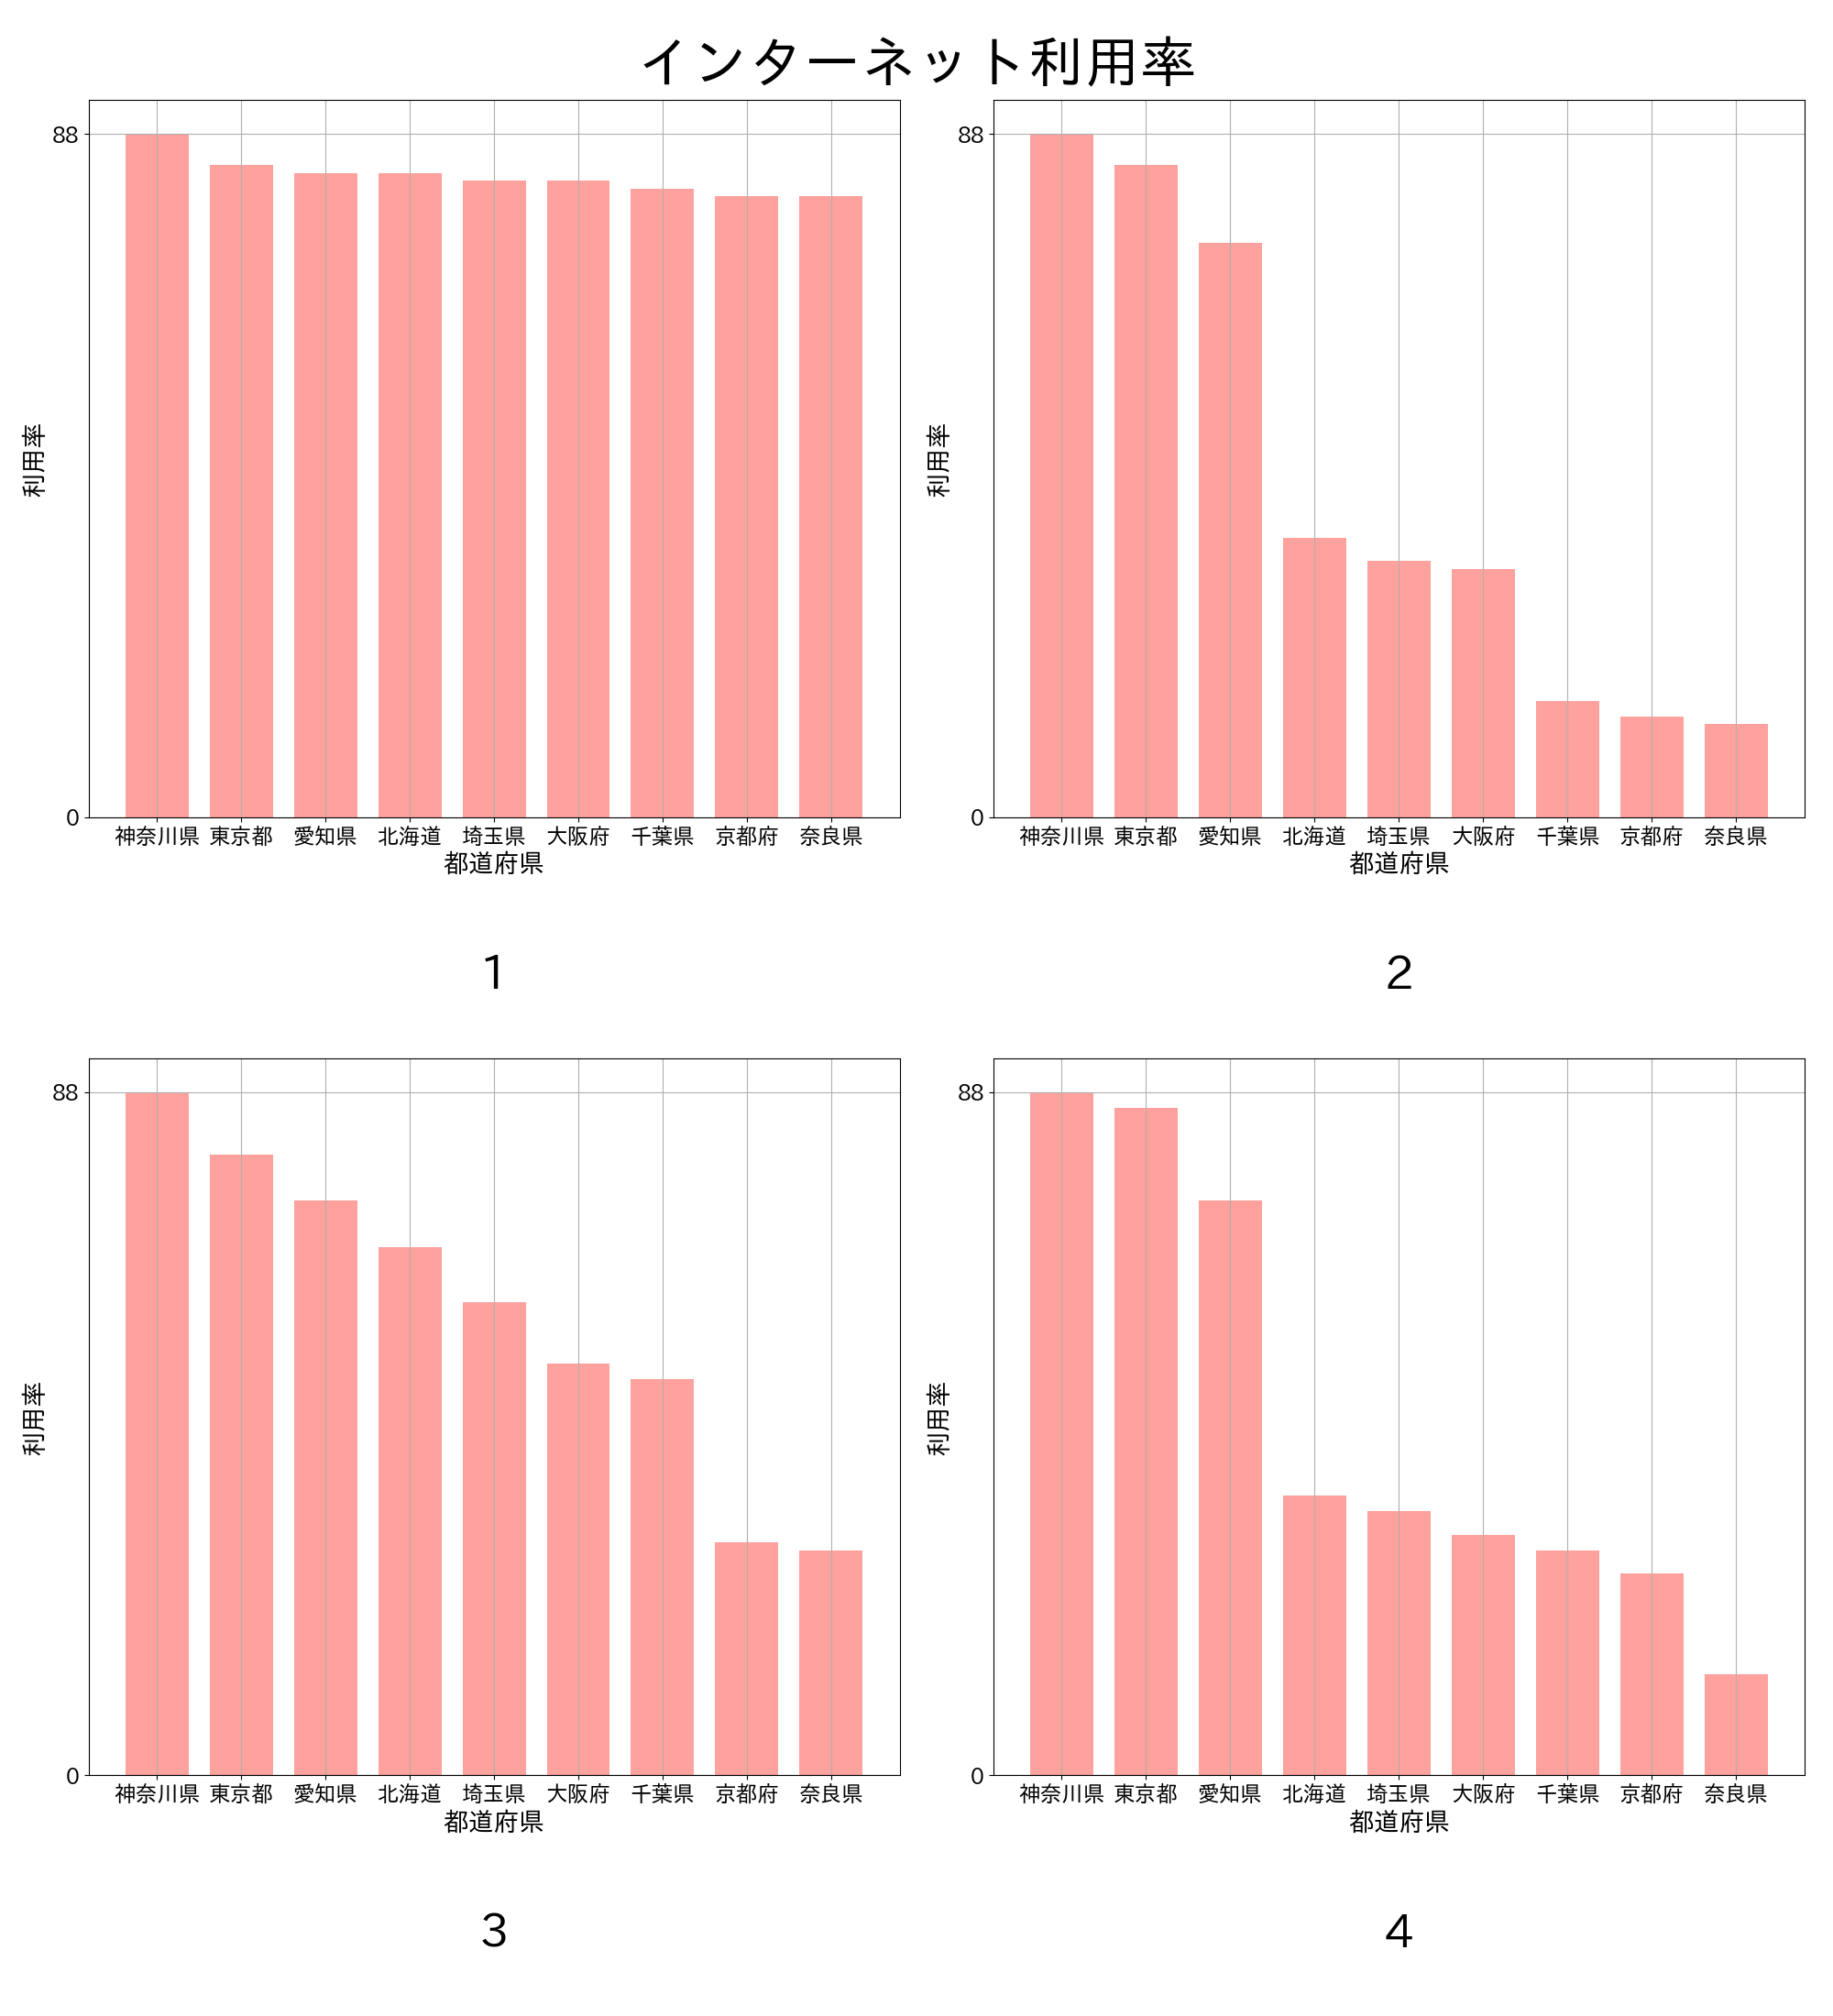 インターネット利用率
88
0
利用率
神奈川県 東京都 愛知県 北海道 埼玉県 大阪府 千葉県 京都府 奈良県
都道府県
1
88
0
利用率
神奈川県 東京都 愛知県 北海道 埼玉県 大阪府 千葉県 京都府 奈良県
都道府県
2
88
0
利用率
神奈川県 東京都 愛知県 北海道 埼玉県 大阪府 千葉県 京都府 奈良県
都道府県
3
88
0
利用率
神奈川県 東京都 愛知県 北海道 埼玉県 大阪府 千葉県 京都府 奈良県
都道府県
4